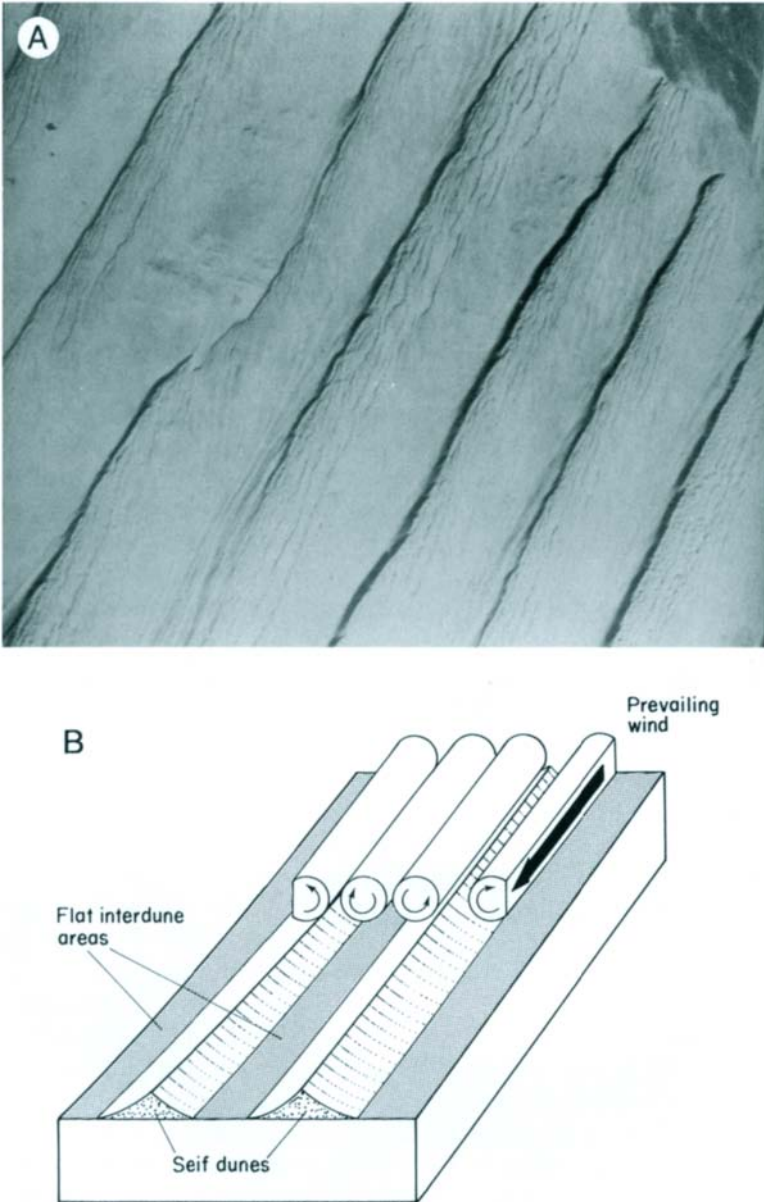 A
B
Prevailing
wind
Flat interdune
areas
Seif dunes